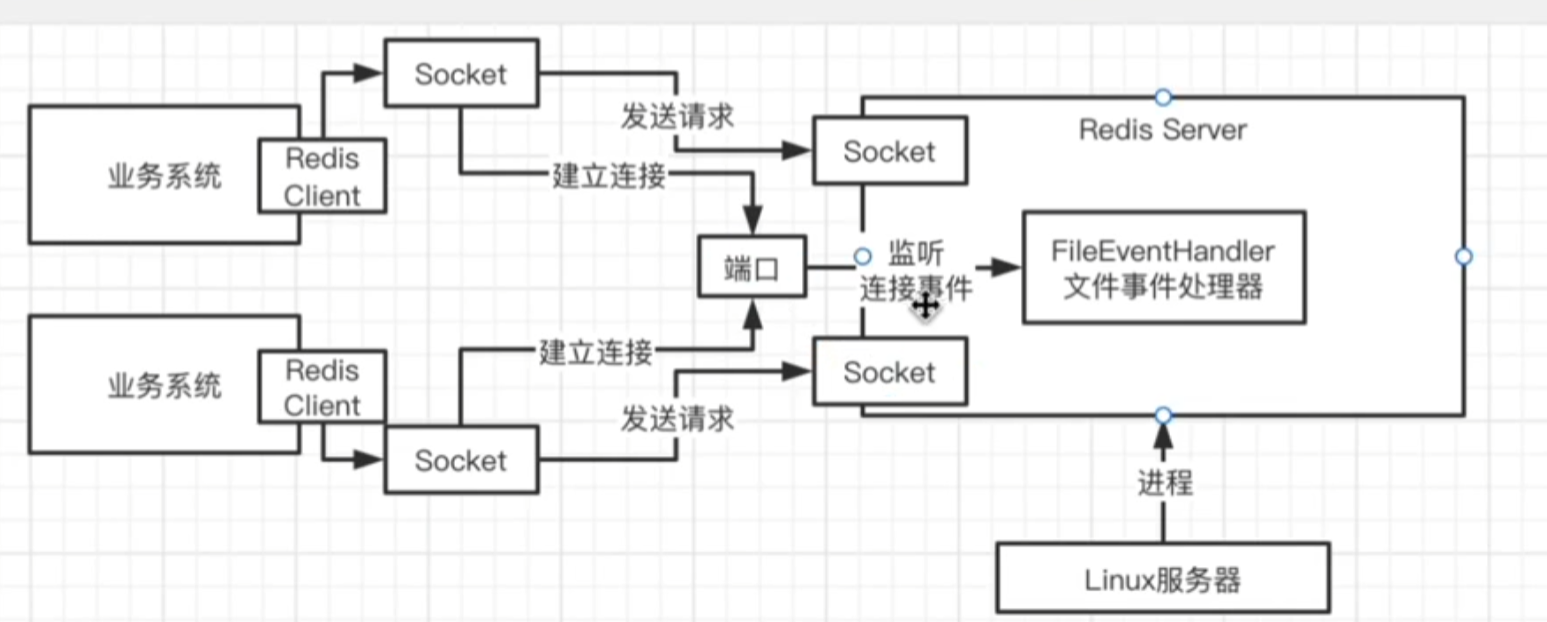 Socket
发送请求
Redis Server
Socket
业务系统
Redis
Client
建立连接
端口
监听
连接事件
FileEventHandler
文件事件处理器
建立连接
业务系统
Redis
Client
Socket
发送请求
Socket
进程
Linux服务器